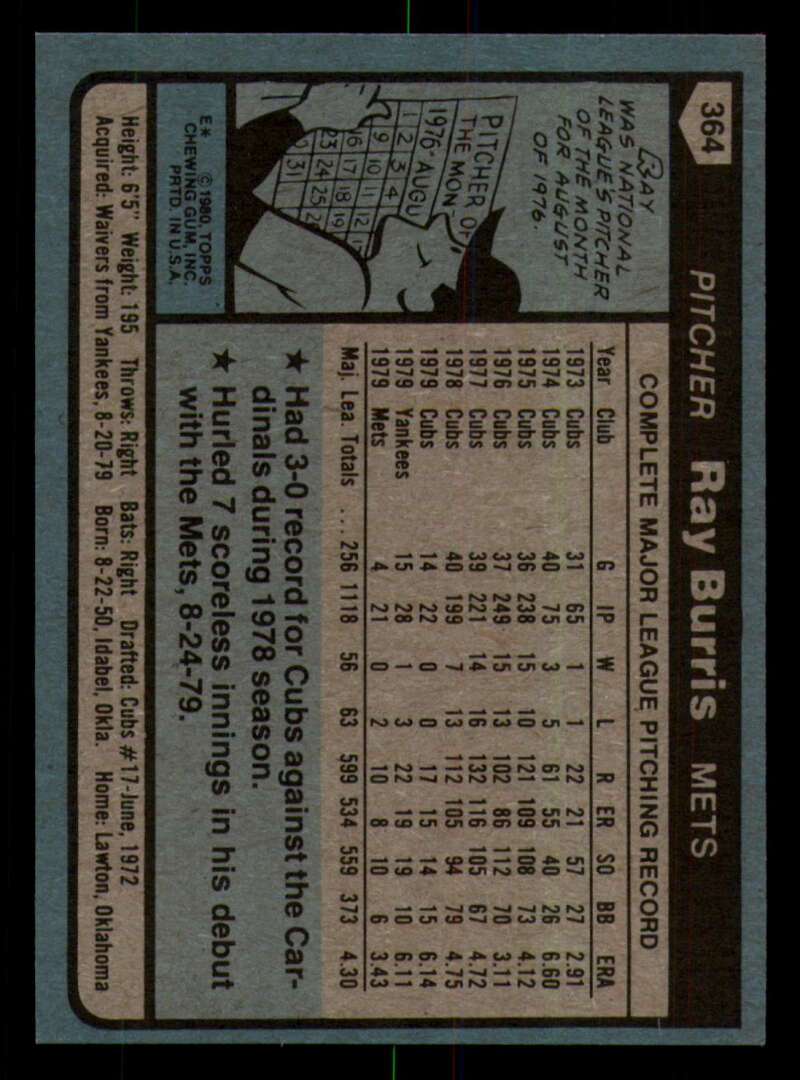 364 PITCHER Ray Burris METS
RAY
WAS NATIONAL
LEAGUE'S PITCHER
OF THE MONTH
FOR AUGUST
OF 1976.
PITCHER OF
THE MON
1976 AUGU
1 2 3 4
9 10 11 12
16 17 18 19
23 24 25
31
E* © 1980, TOPPS
CHEWING GUM, INC.
PRTD. IN U.S.A.
COMPLETE MAJOR LEAGUE PITCHING RECORD
Year Club G IP W L R ER SO BB ERA
1973 Cubs 31 65 1 1 22 21 57 27 2.91
1974 Cubs 40 75 3 5 61 55 40 26 6.60
1975 Cubs 36 238 15 10 121 109 108 73 4.12
1976 Cubs 37 249 15 13 102 86 112 70 3.11
1977 Cubs 39 221 14 16 132 116 105 67 4.72
1978 Cubs 40 199 7 13 112 105 94 79 4.75
1979 Cubs 14 22 0 0 17 15 14 15 6.14
1979 Yankees 15 28 1 3 22 19 19 10 6.11
1979 Mets 4 21 0 2 10 8 10 6 3.43
Maj. Lea. Totals ... 256 1118 56 63 599 534 559 373 4.30
★ Had 3-0 record for Cubs against the Car-
dinals during 1978 season.
★ Hurled 7 scoreless innings in his debut
with the Mets, 8-24-79.
Height: 6'5" Weight: 195 Throws: Right Bats: Right Drafted: Cubs #17-June, 1972
Acquired: Waivers from Yankees, 8-20-79 Born: 8-22-50, Idabel, Okla. Home: Lawton, Oklahoma